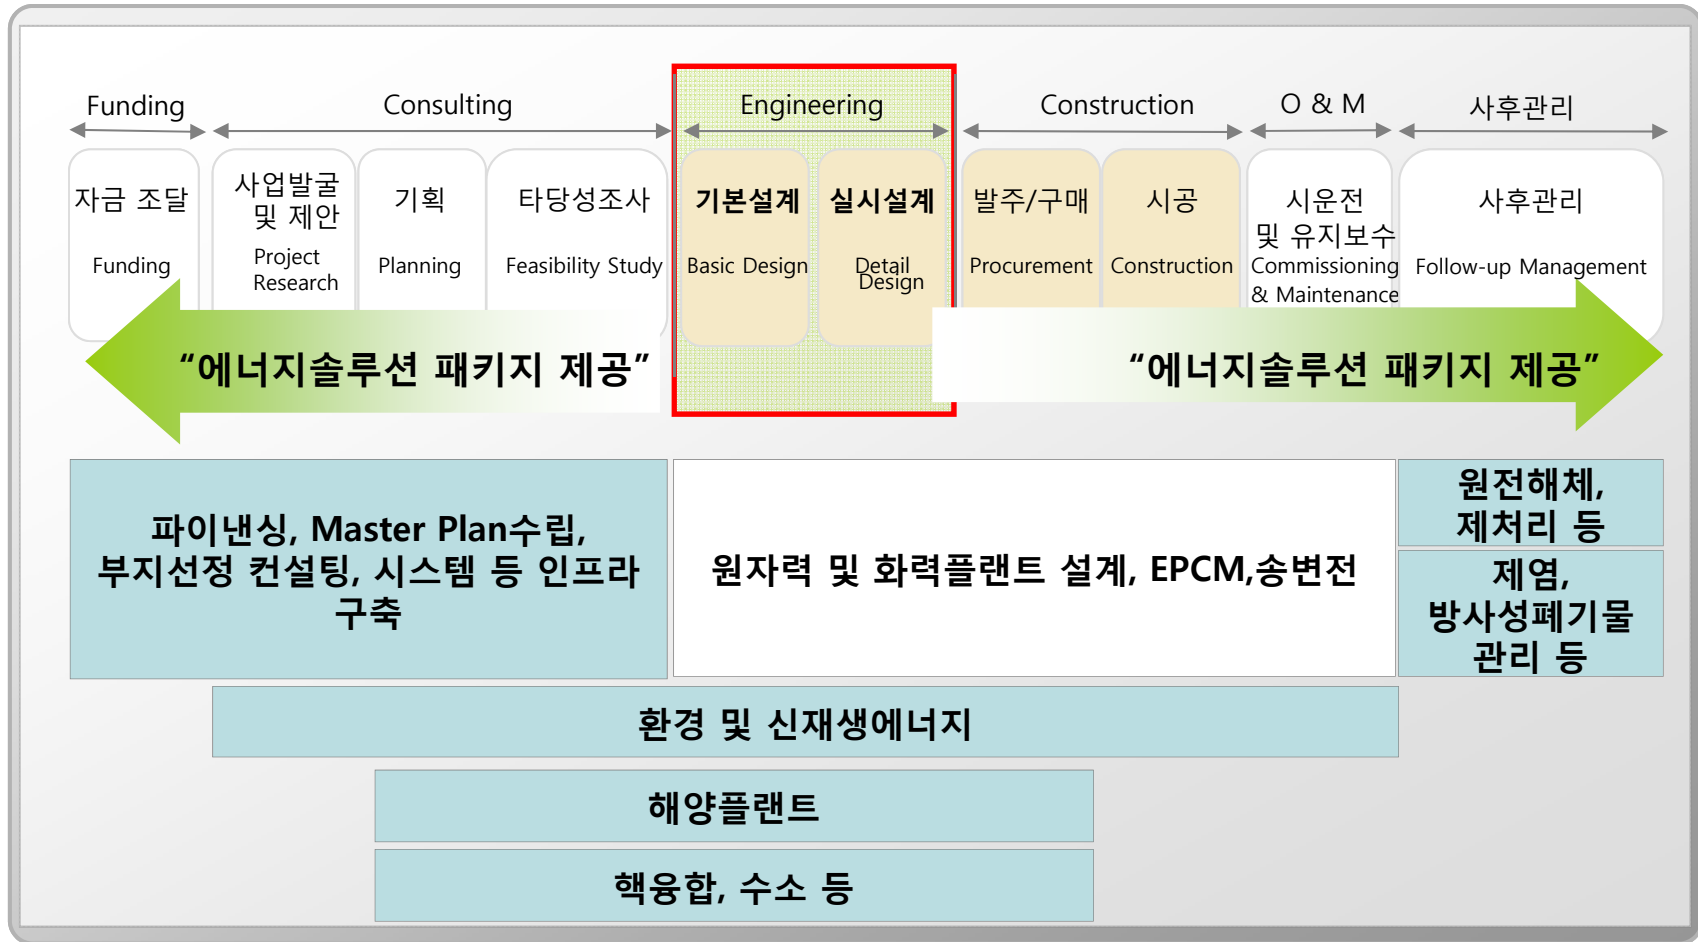 Funding
Consulting
Engineering
Construction
O & M
사후관리
자금 조달
Funding
사업발굴
및 제안
Project
Research
기획
Planning
타당성조사
Feasibility Study
기본설계
Basic Design
실시설계
Detail
Design
발주/구매
Procurement
시공
Construction
시운전
및 유지보수
Commissioning
& Maintenance
사후관리
Follow-up Management
“에너지솔루션 패키지 제공”
“에너지솔루션 패키지 제공”
파이낸싱, Master Plan수립,
부지선정 컨설팅, 시스템 등 인프라
구축
원자력 및 화력플랜트 설계, EPCM,송변전
원전해체,
제처리 등
제염,
방사성폐기물
관리 등
환경 및 신재생에너지
해양플랜트
핵융합, 수소 등